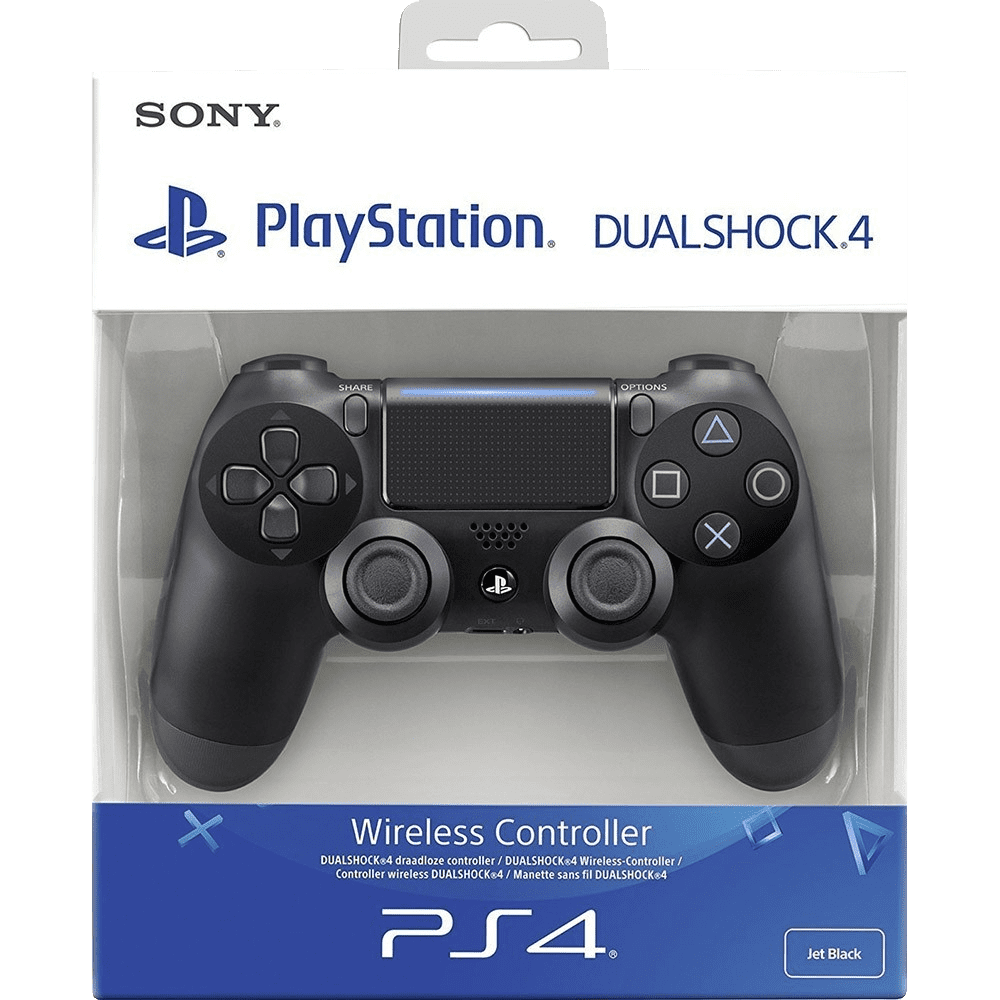 SONY®
PlayStation® DUALSHOCK®4
SHARE
OPTIONS
EXT
Wireless Controller
DUALSHOCK®4 draadloze controller / DUALSHOCK®4 Wireless-Controller /
Controller wireless DUALSHOCK®4 / Manette sans fil DUALSHOCK®4
PS4®
Jet Black